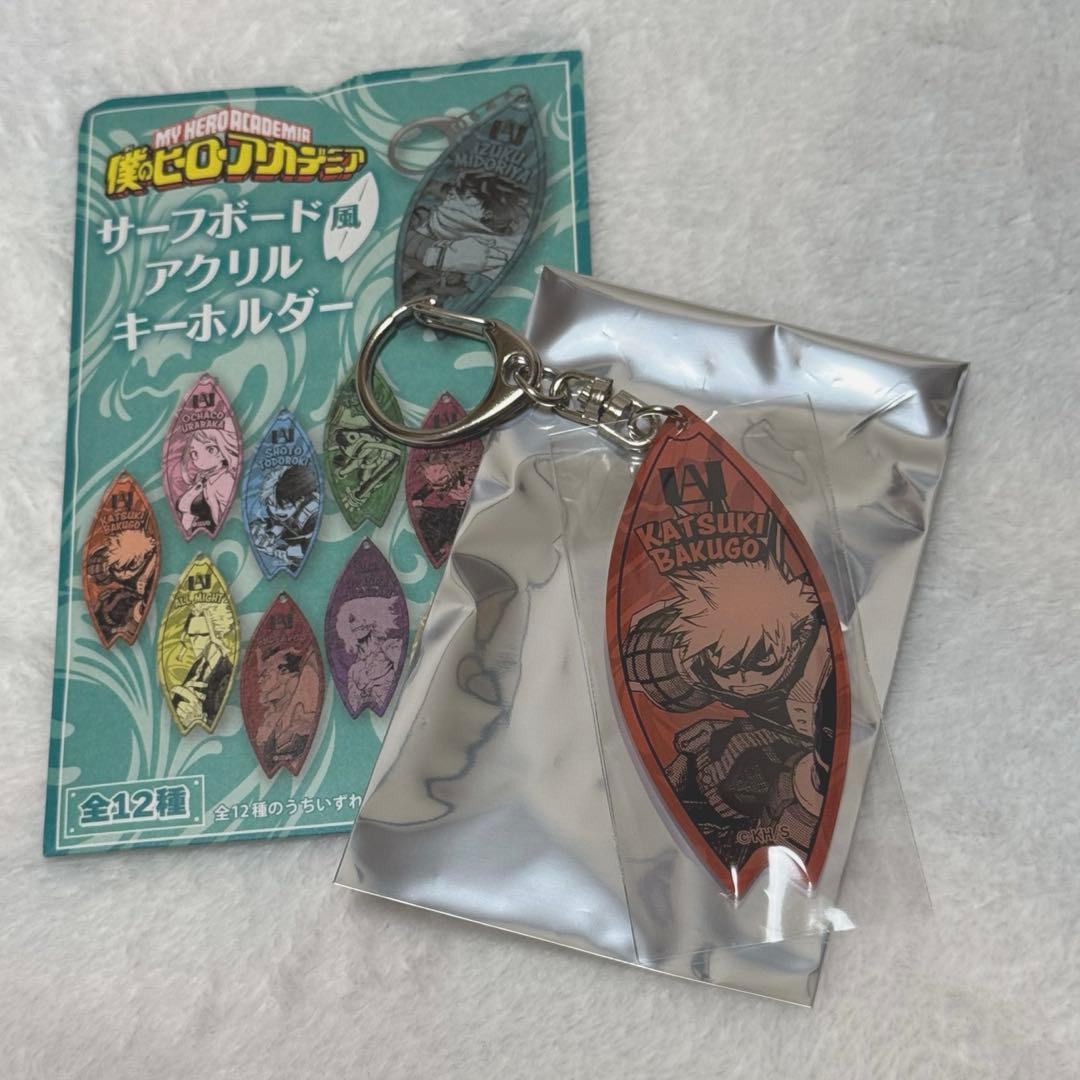 MY HERO ACADEMIA
僕のヒーローアカデミア
サーフボード風
アクリル
キーホルダー
IZUKU
MIDORIYA
OCHACO
URARAKA
SHOTO
TODOROKI
KATSUKI
BAKUGO
ALL MIGHT
全12種
全12種のうちいずれ
UA
KATSUKI
BAKUGO
©KH/S